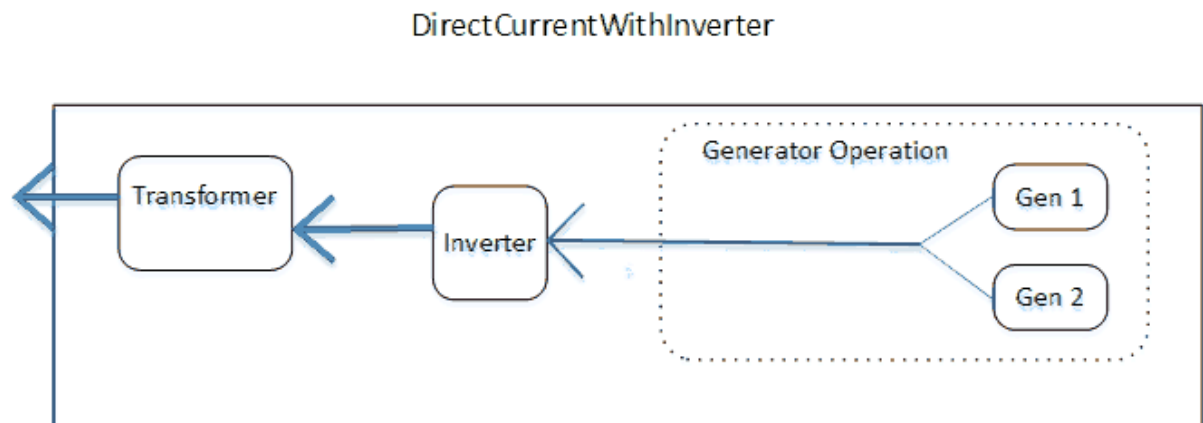 DirectCurrentWithInverter
Generator Operation
Transformer
Gen 1
Inverter
Gen 2